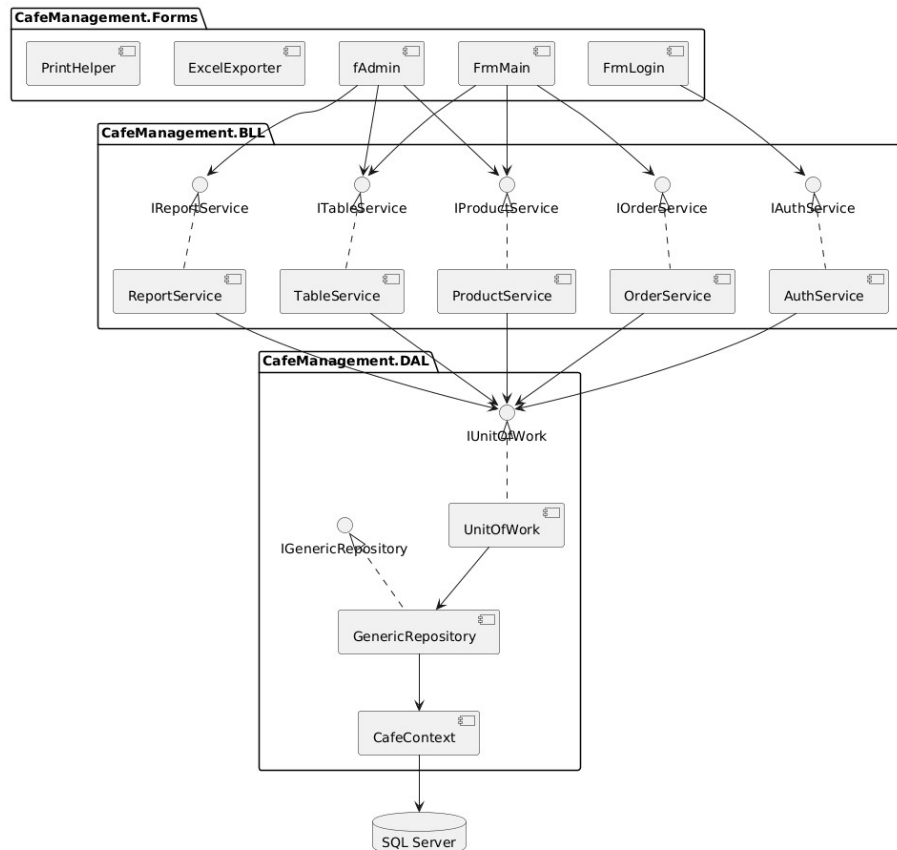 CafeManagement.Forms
PrintHelper
ExcelExporter
fAdmin
FrmMain
FrmLogin
CafeManagement.BLL
IReportService
ITableService
IProductService
IOrderService
IAuthService
ReportService
TableService
ProductService
OrderService
AuthService
CafeManagement.DAL
IUnitOfWork
UnitOfWork
IGenericRepository
GenericRepository
CafeContext
SQL Server